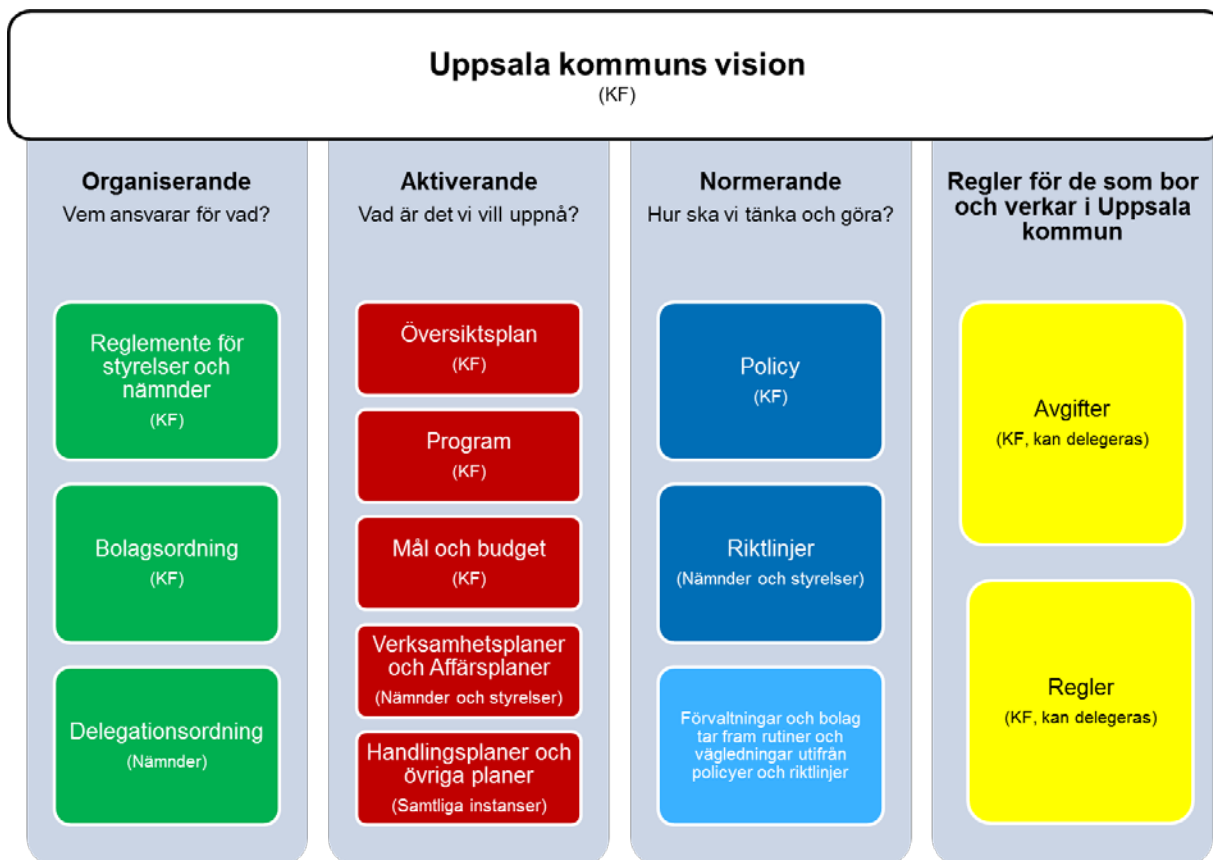 Uppsala kommuns vision
(KF)
Organiserande
Vem ansvarar för vad?
Reglemente för
styrelser och
nämnder
(KF)
Bolagsordning
(KF)
Delegationsordning
(Nämnder)
Aktiverande
Vad är det vi vill uppnå?
Översiktsplan
(KF)
Program
(KF)
Mål och budget
(KF)
Verksamhetsplaner
och Affärsplaner
(Nämnder och styrelser)
Handlingsplaner och
övriga planer
(Samtliga instanser)
Normerande
Hur ska vi tänka och göra?
Policy
(KF)
Riktlinjer
(Nämnder och styrelser)
Förvaltningar och bolag
tar fram rutiner och
vägledningar utifrån
policyer och riktlinjer
Regler för de som bor
och verkar i Uppsala
kommun
Avgifter
(KF, kan delegeras)
Regler
(KF, kan delegeras)